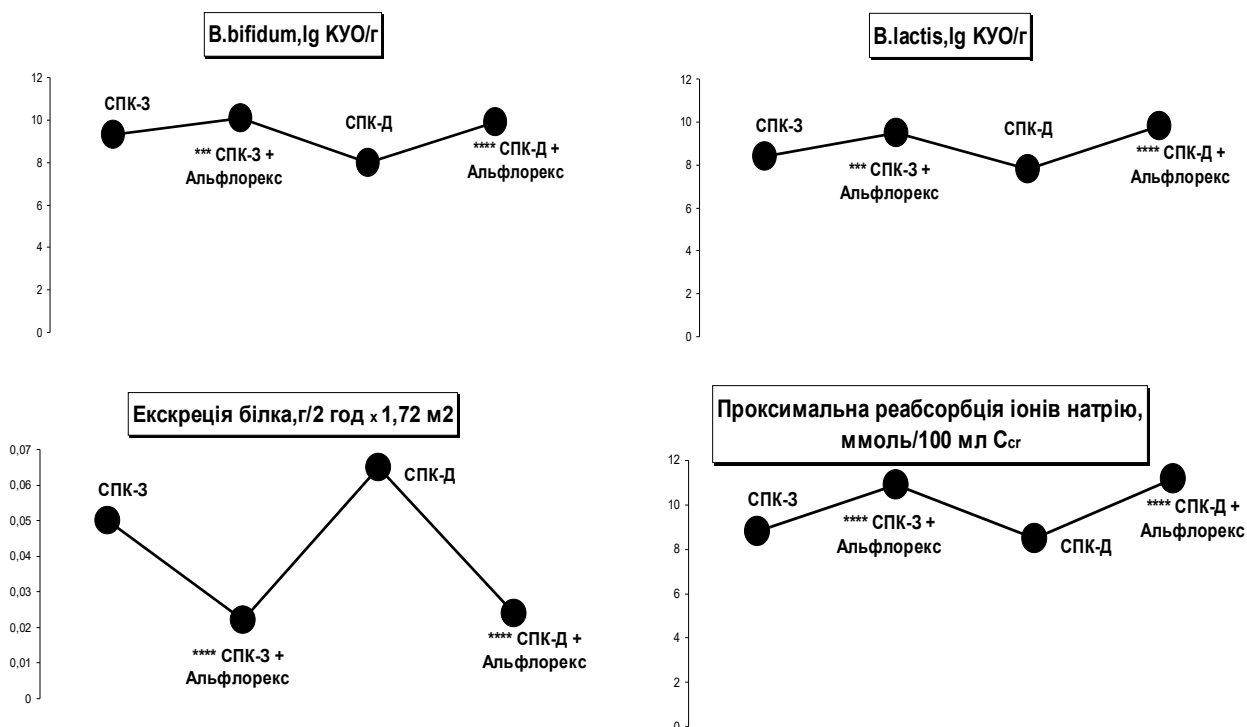 B.bifidum,lg КУО/г
12
10
8
6
4
2
0
СПК-З
*** СПК-З +
Альфлорекс
СПК-Д
**** СПК-Д +
Альфлорекс
B.lactis,lg КУО/г
12
10
8
6
4
2
0
СПК-З
*** СПК-З +
Альфлорекс
СПК-Д
**** СПК-Д +
Альфлорекс
Екскреція білка,г/2 год х 1,72 м2
0,07
0,06
0,05
0,04
0,03
0,02
0,01
0
СПК-З
**** СПК-З +
Альфлорекс
СПК-Д
**** СПК-Д +
Альфлорекс
Проксимальна реабсорбція іонів натрію,
ммоль/100 мл Ccr
12
10
8
6
4
2
0
СПК-З
**** СПК-З +
Альфлорекс
СПК-Д
**** СПК-Д +
Альфлорекс